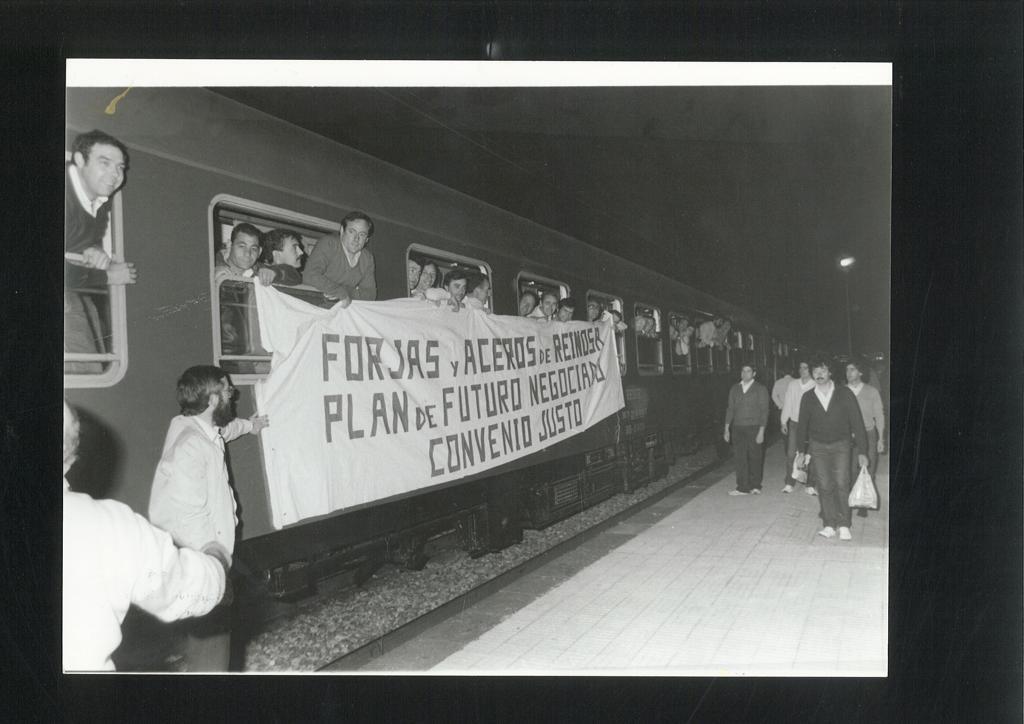 FORJAS y ACEROS DE REINOSA
PLAN DE FUTURO NEGOCIADO
CONVENIO JUSTO